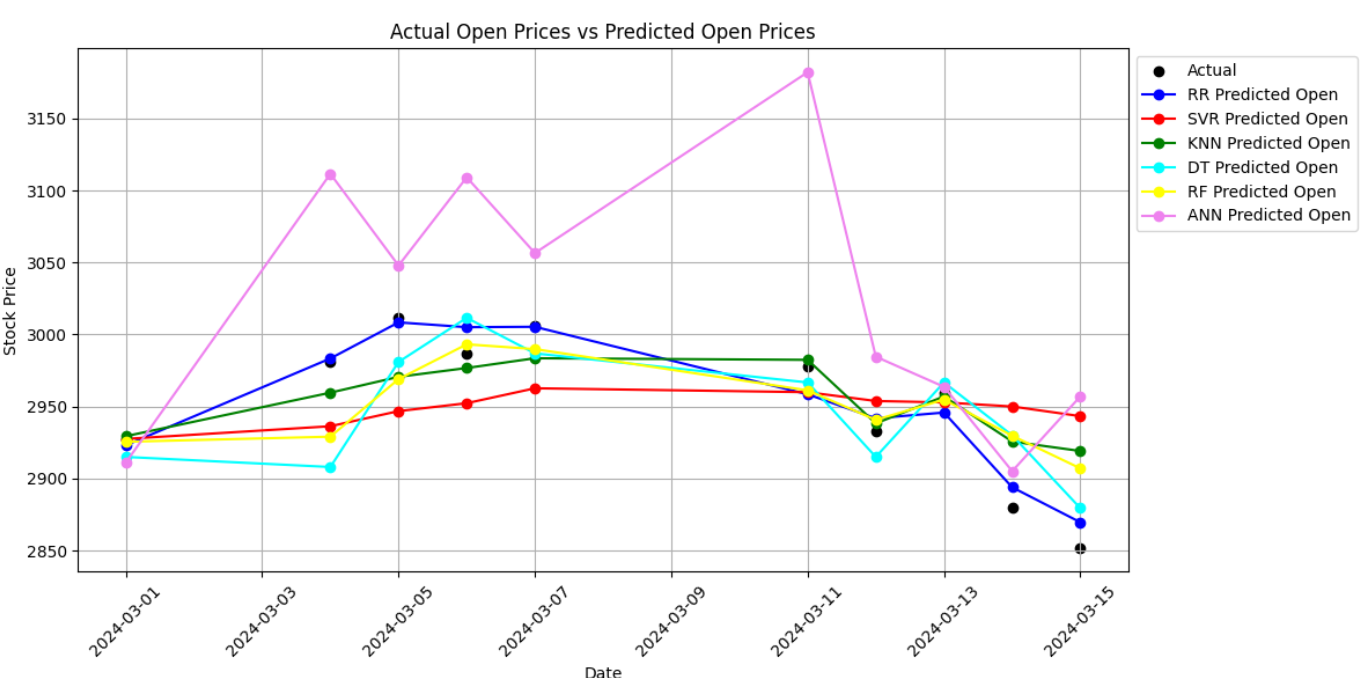 Actual Open Prices vs Predicted Open Prices
Actual
RR Predicted Open
SVR Predicted Open
KNN Predicted Open
DT Predicted Open
RF Predicted Open
ANN Predicted Open
Stock Price
3150
3100
3050
3000
2950
2900
2850
2024-03-01
2024-03-03
2024-03-05
2024-03-07
2024-03-09
2024-03-11
2024-03-13
2024-03-15
Date